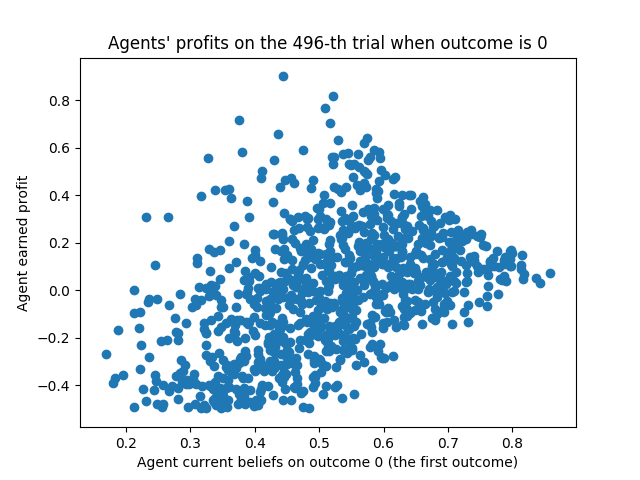 Agents' profits on the 496-th trial when outcome is 0
Agent earned profit
0.8
0.6
0.4
0.2
0.0
−0.2
−0.4
0.2 0.3 0.4 0.5 0.6 0.7 0.8
Agent current beliefs on outcome 0 (the first outcome)